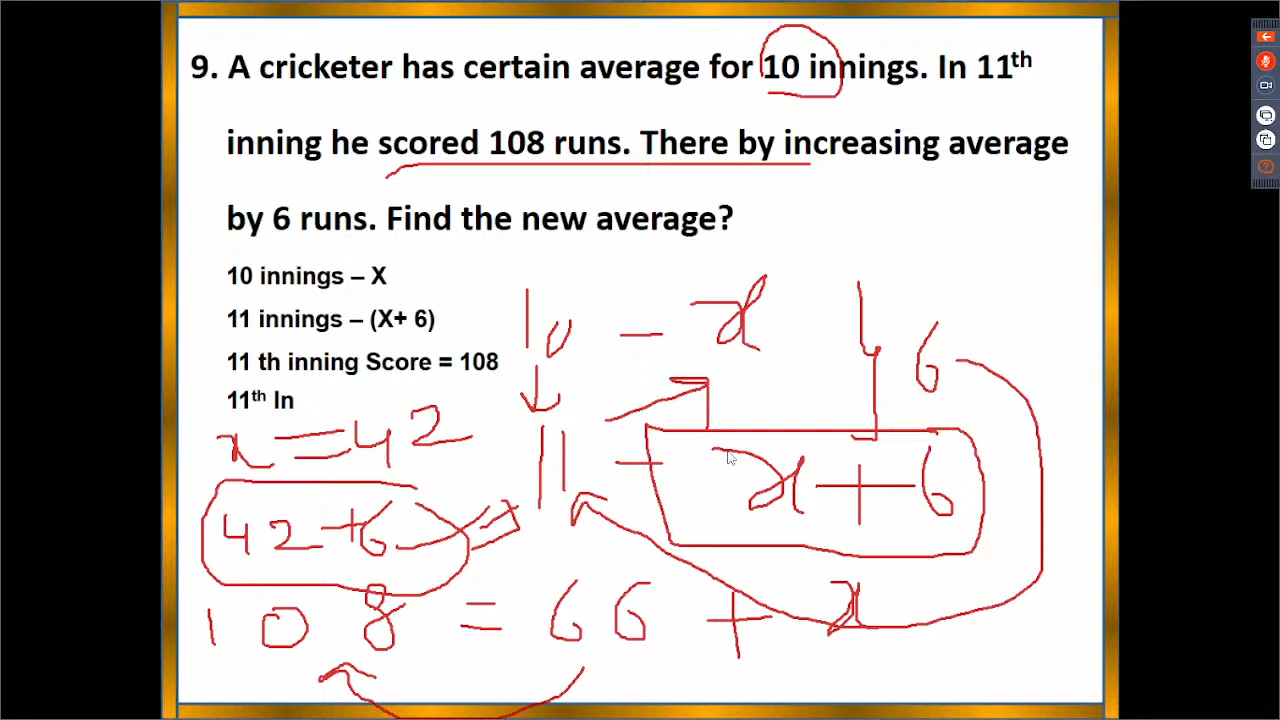 9. A cricketer has certain average for 10 innings. In 11th
inning he scored 108 runs. There by increasing average
by 6 runs. Find the new average?
10 innings – X
11 innings – (X+ 6)
11 th inning Score = 108
11th In
10 – x
6
x = 42
11 – x + 6
42 + 6
108 = 66 + x